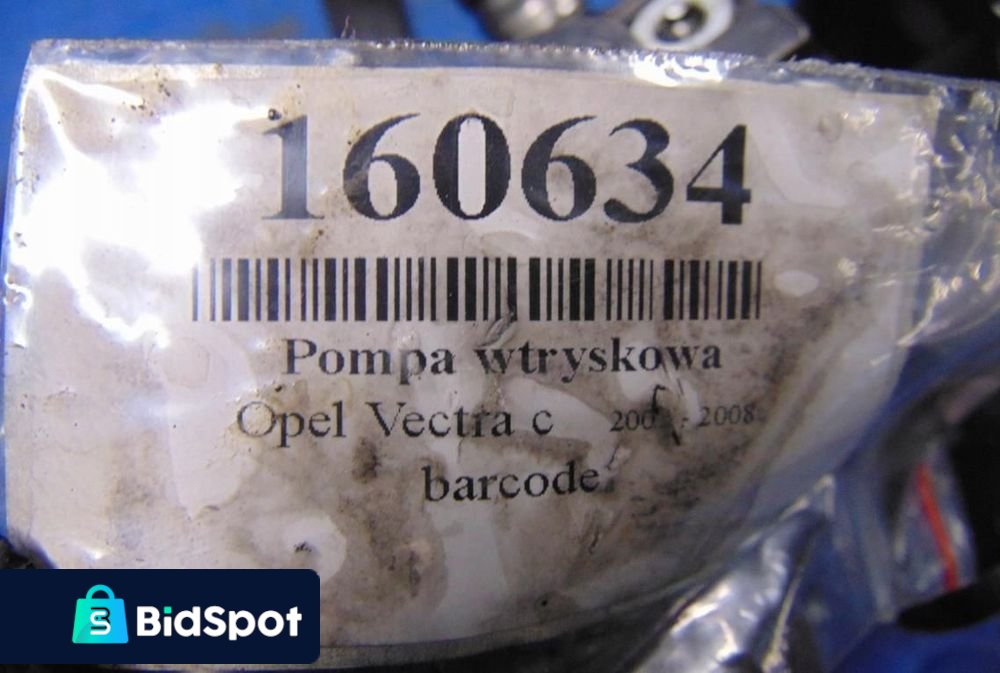 160634
Pompa wtryskowa
Opel Vectra c - 2008
barcode
BidSpot